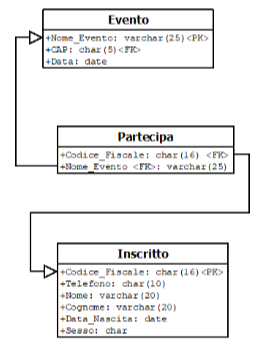 Evento
+Nome_Evento: varchar(25)<PK>
+CAP: char(5)<FK>
+Data: date
Partecipa
+Codice_Fiscale: char(16) <FK>
+Nome_Evento <FK>: varchar(25)
Inscritto
+Codice_Fiscale: char(16)<PK>
+Telefono: char(10)
+Nome: varchar(20)
+Cognome: varchar(20)
+Data_Nascita: date
+Sesso: char